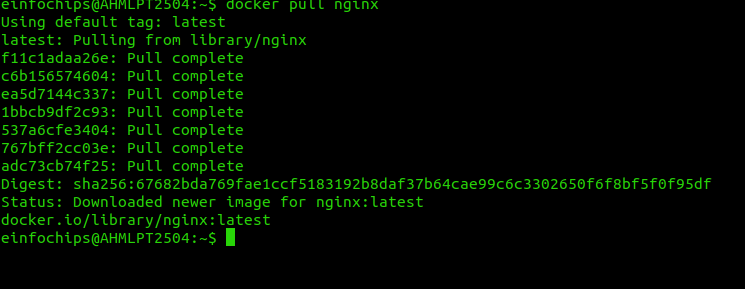 einfochips@AHMLPT2504:~$ docker pull nginx
Using default tag: latest
latest: Pulling from library/nginx
f11c1adaa26e: Pull complete
c6b156574604: Pull complete
ea5d7144c337: Pull complete
1bbcb9df2c93: Pull complete
537a6cfe3404: Pull complete
767bff2cc03e: Pull complete
adc73cb74f25: Pull complete
Digest: sha256:67682bda769fae1ccf5183192b8daf37b64cae99c6c3302650f6f8bf5f0f95df
Status: Downloaded newer image for nginx:latest
docker.io/library/nginx:latest
einfochips@AHMLPT2504:~$